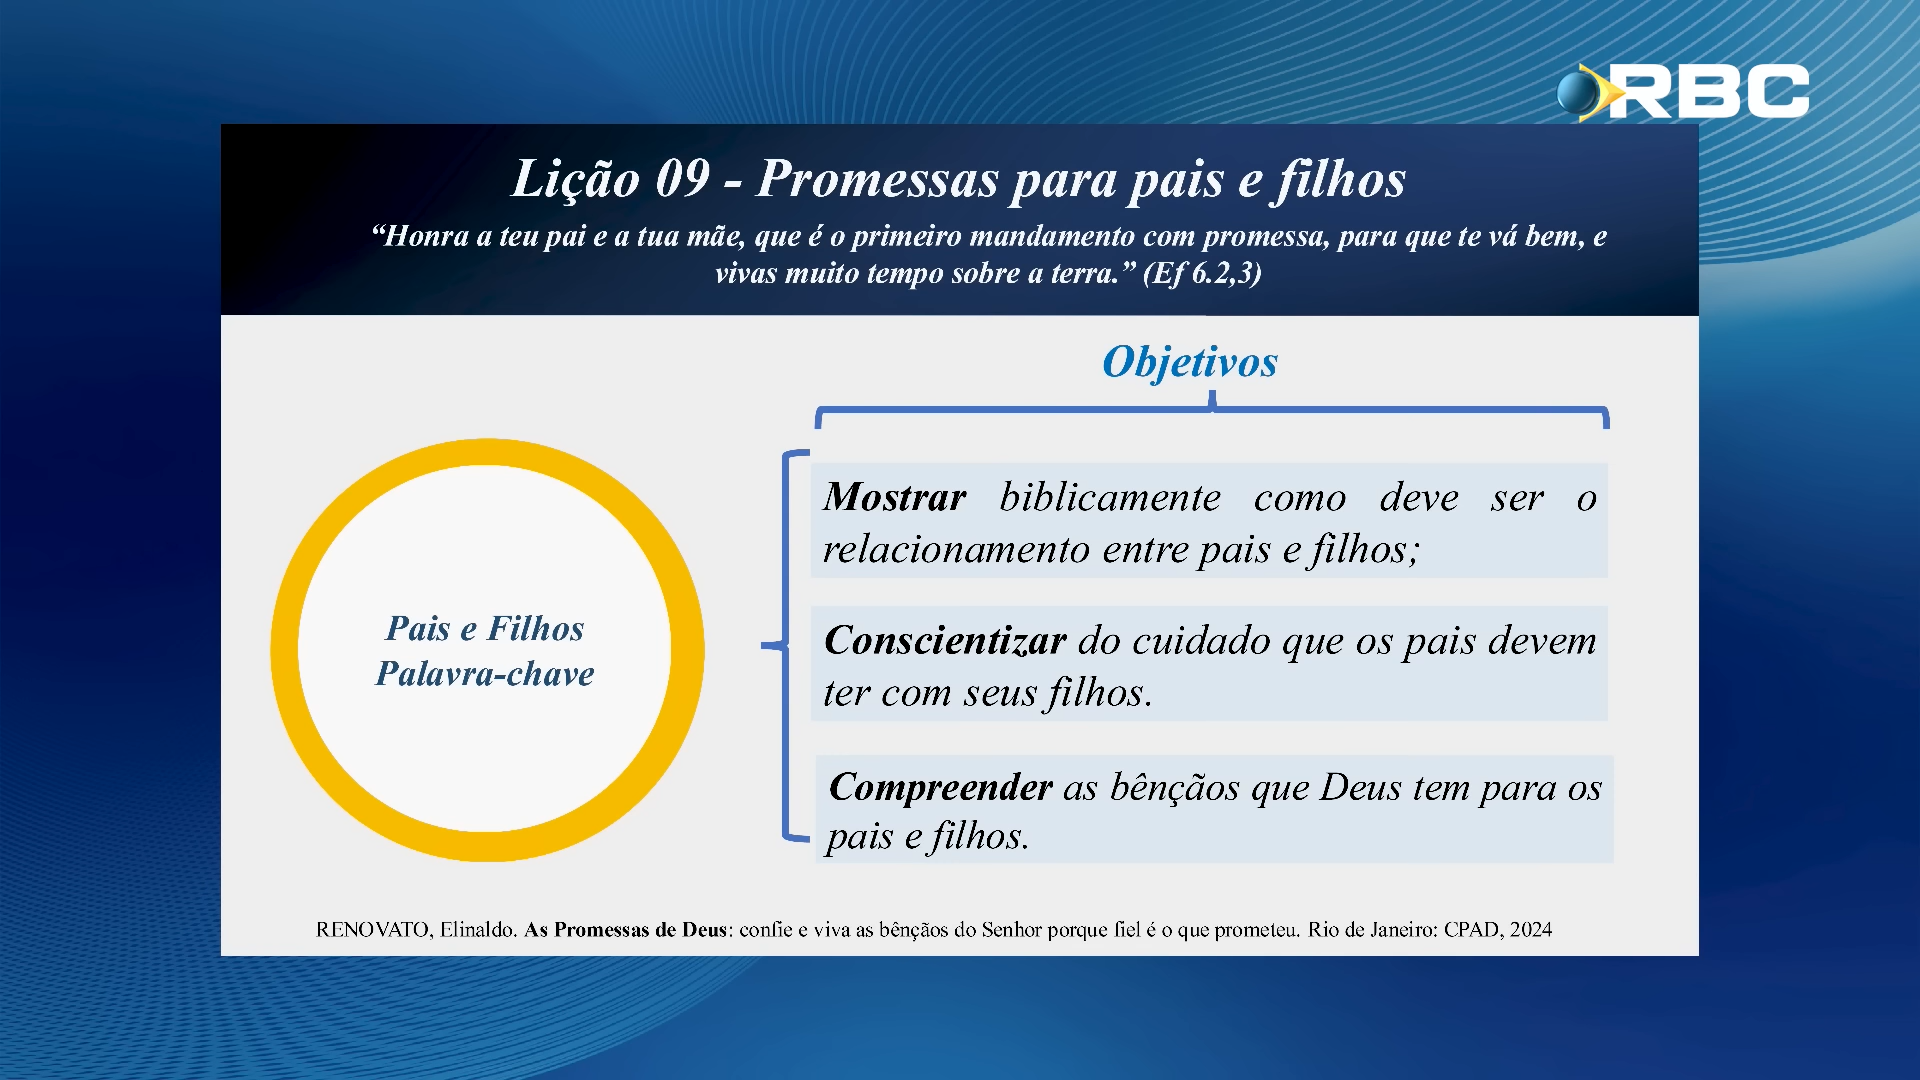 RBC
Lição 09 - Promessas para pais e filhos
“Honra a teu pai e a tua mãe, que é o primeiro mandamento com promessa, para que te vá bem, e
vivas muito tempo sobre a terra.” (Ef 6.2,3)
Objetivos
Pais e Filhos
Palavra-chave
Mostrar biblicamente como deve ser o
relacionamento entre pais e filhos;
Conscientizar do cuidado que os pais devem
ter com seus filhos.
Compreender as bênçãos que Deus tem para os
pais e filhos.
RENOVATO, Elinaldo. As Promessas de Deus: confie e viva as bênçãos do Senhor porque fiel é o que prometeu. Rio de Janeiro: CPAD, 2024